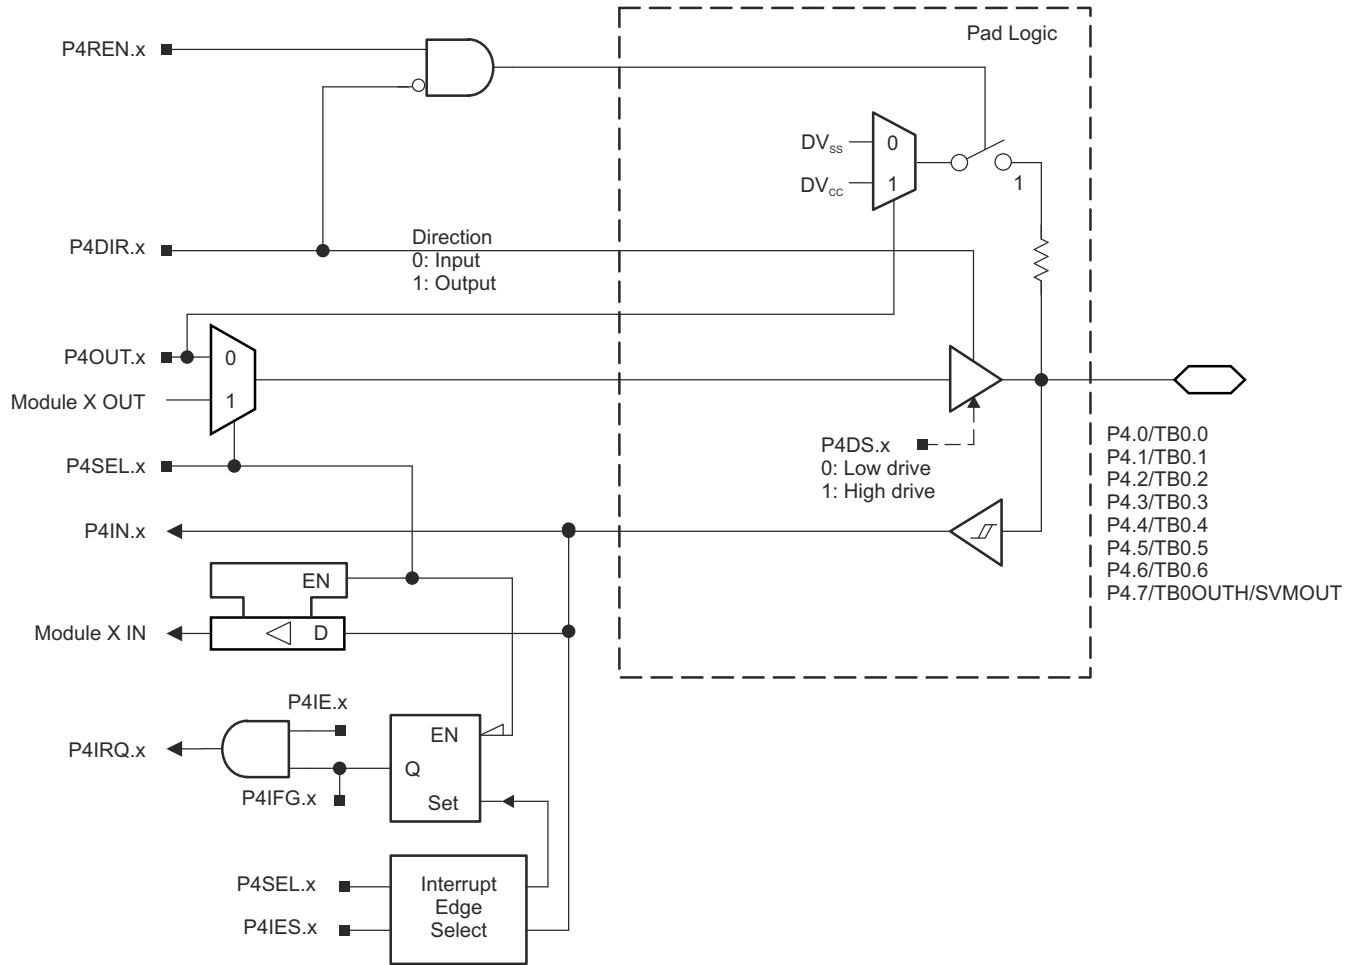 Pad Logic
P4REN.x
DVSS
0
DVCC
1
1
P4DIR.x
Direction
0: Input
1: Output
P4OUT.x
0
Module X OUT
1
P4DS.x
0: Low drive
1: High drive
P4.0/TB0.0
P4.1/TB0.1
P4.2/TB0.2
P4.3/TB0.3
P4.4/TB0.4
P4.5/TB0.5
P4.6/TB0.6
P4.7/TB0OUTH/SVMOUT
P4SEL.x
P4IN.x
EN
Module X IN
D
P4IE.x
P4IRQ.x
EN
Q
P4IFG.x
Set
P4SEL.x
P4IES.x
Interrupt
Edge
Select